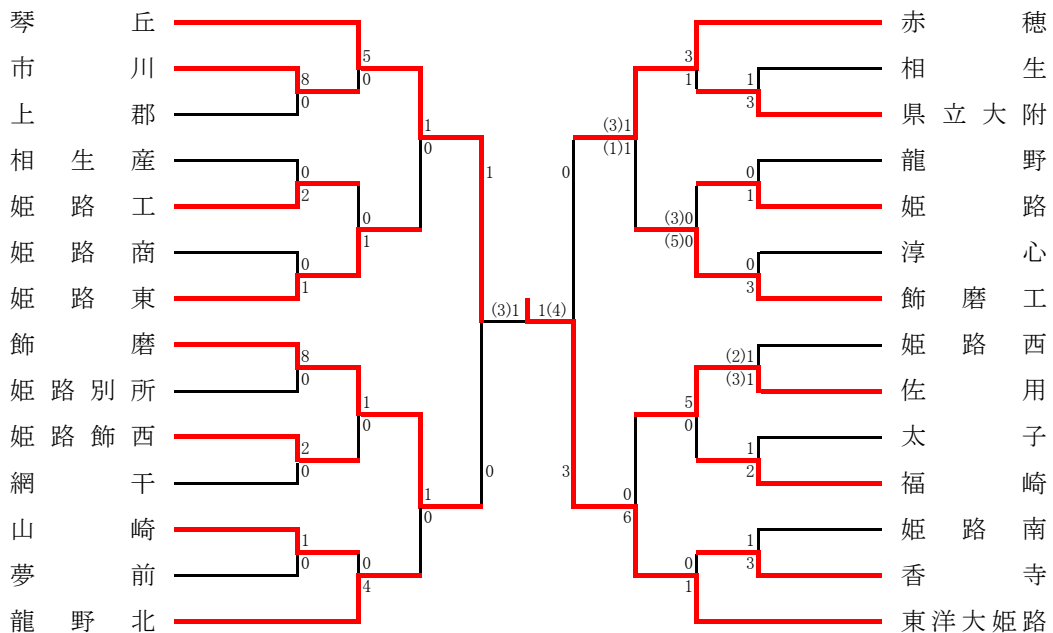 琴丘
市川
上郡
相生産
姫路工
姫路商
姫路東
飾磨
姫路別所
姫路飾西
網干
山崎
夢前
龍野北
8
0
0
2
0
1
8
0
2
0
1
0
5
0
0
1
1
0
0
4
1
0
1
0
1
0
(3)1
1(4)
0
3
(3)1
(1)1
0
6
3
1
(3)0
(5)0
5
0
0
1
1
3
0
1
0
3
(2)1
(3)1
1
2
1
3
赤穂
相生
県立大附
龍野
姫路
淳心
飾磨工
姫路西
佐用
太子
福崎
姫路南
香寺
東洋大姫路